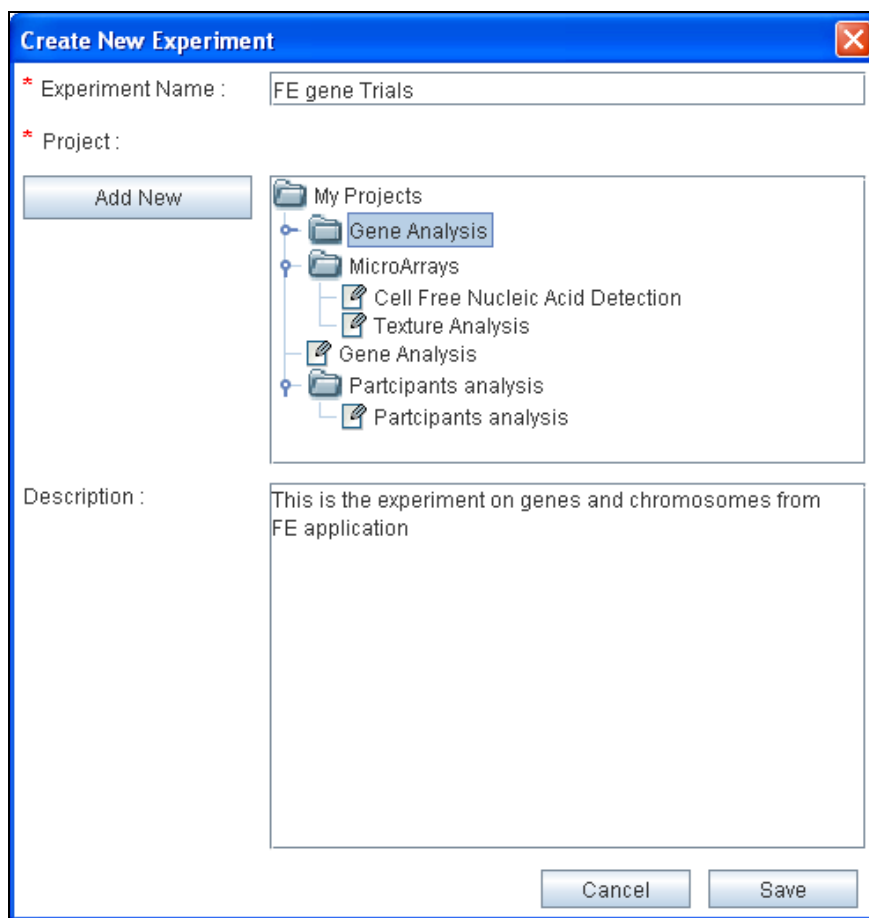 Create New Experiment
* Experiment Name :
FE gene Trials
* Project :
Add New
My Projects
Gene Analysis
MicroArrays
Cell Free Nucleic Acid Detection
Texture Analysis
Gene Analysis
Partcipants analysis
Partcipants analysis
Description :
This is the experiment on genes and chromosomes from
FE application
Cancel
Save